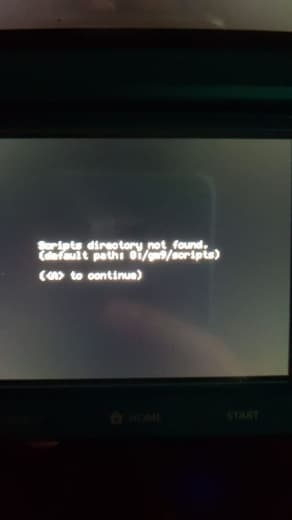 Scripts directory not found.
(default path: 0:/gm9/scripts)
(<A> to continue)
HOME
START